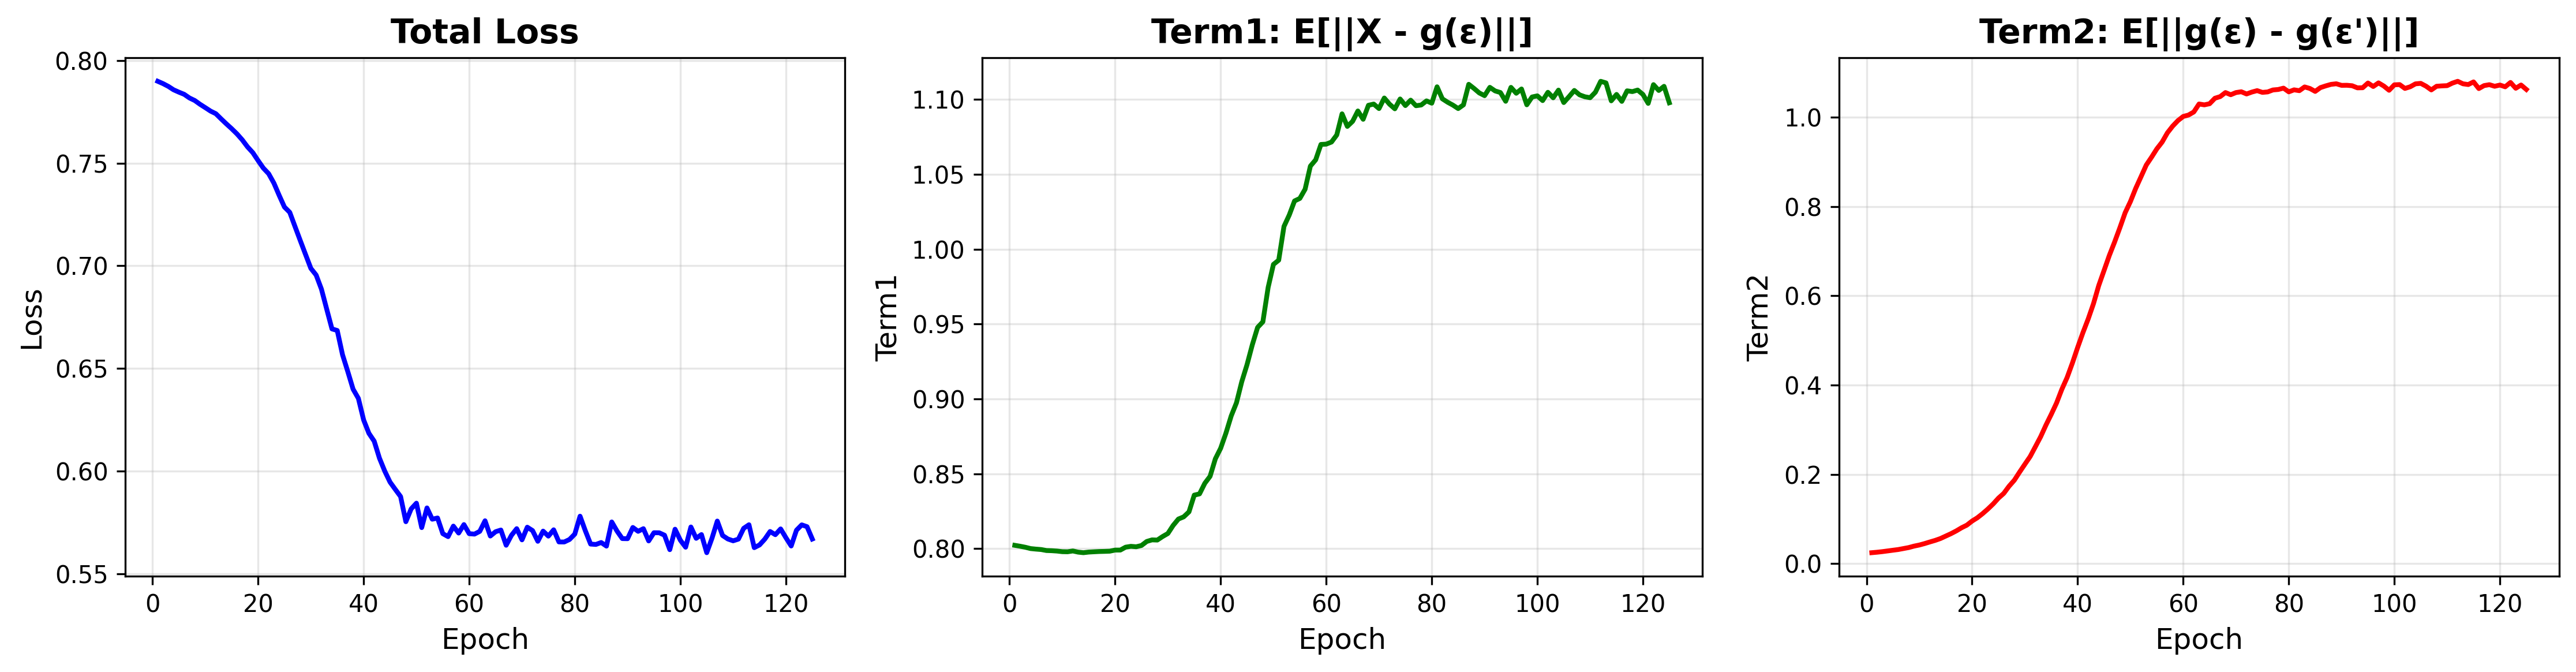 Total Loss
Loss
0.80
0.75
0.70
0.65
0.60
0.55
0 20 40 60 80 100 120
Epoch
Term1: E[||X - g(ε)||]
Term1
1.10
1.05
1.00
0.95
0.90
0.85
0.80
0 20 40 60 80 100 120
Epoch
Term2: E[||g(ε) - g(ε')||]
Term2
1.0
0.8
0.6
0.4
0.2
0.0
0 20 40 60 80 100 120
Epoch